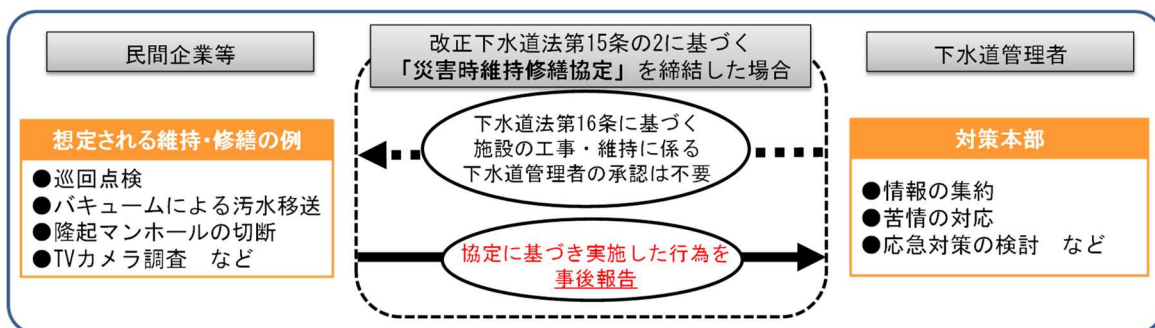 民間企業等
改正下水道法第15条の2に基づく
「災害時維持修繕協定」を締結した場合
下水道管理者
想定される維持・修繕の例
●巡回点検
●バキュームによる汚水移送
●隆起マンホールの切断
●TVカメラ調査　など
下水道法第16条に基づく
施設の工事・維持に係る
下水道管理者の承認は不要
協定に基づき実施した行為を
事後報告
対策本部
●情報の集約
●苦情の対応
●応急対策の検討　など